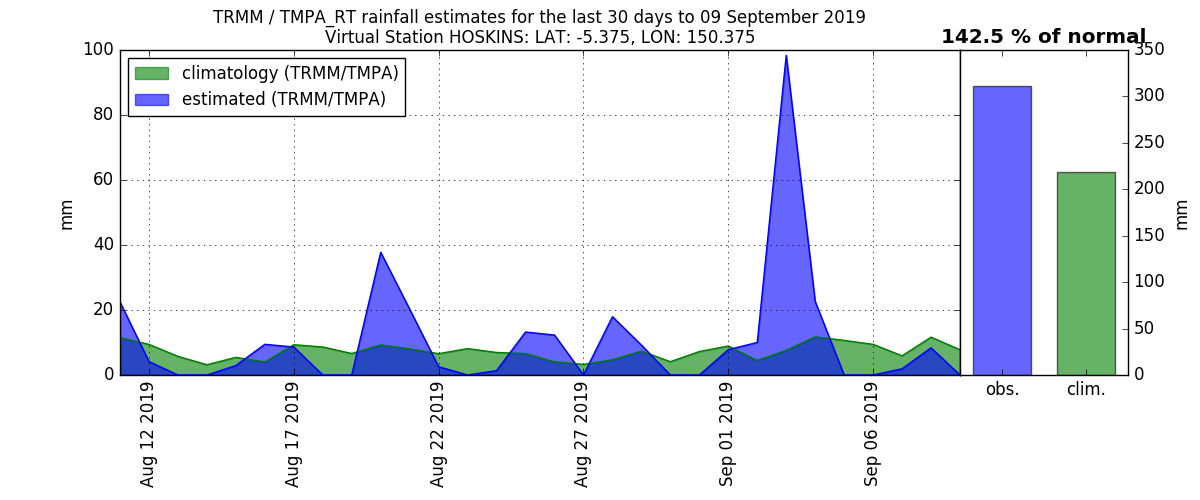 TRMM / TMPA_RT rainfall estimates for the last 30 days to 09 September 2019
Virtual Station HOSKINS: LAT: -5.375, LON: 150.375
142.5 % of normal
climatology (TRMM/TMPA)
estimated (TRMM/TMPA)
100
80
60
40
20
0
mm
Aug 12 2019
Aug 17 2019
Aug 22 2019
Aug 27 2019
Sep 01 2019
Sep 06 2019
350
300
250
200
150
100
50
0
mm
obs.
clim.